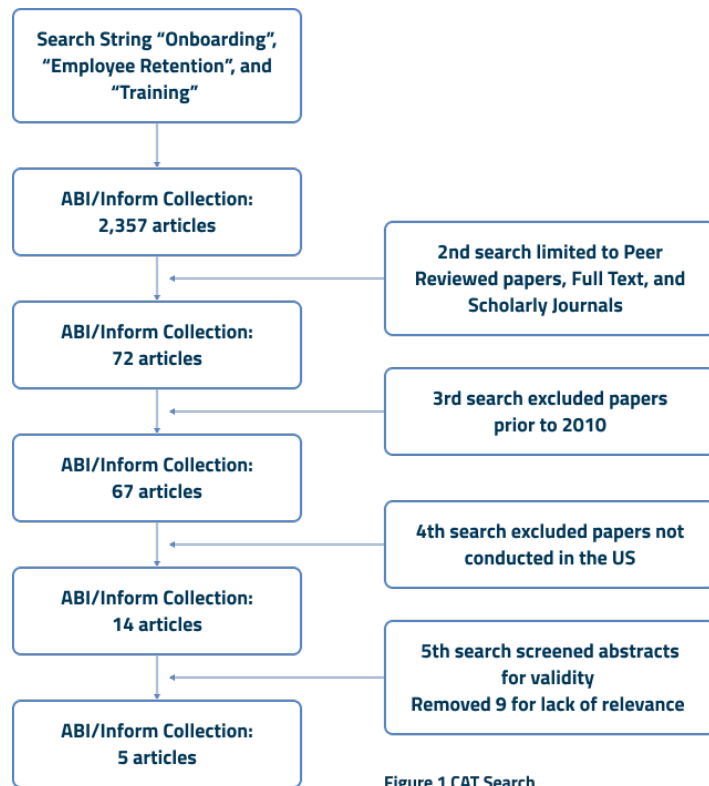 Search String “Onboarding”,
“Employee Retention”, and
“Training”
ABI/Inform Collection:
2,357 articles
2nd search limited to Peer
Reviewed papers, Full Text, and
Scholarly Journals
ABI/Inform Collection:
72 articles
3rd search excluded papers
prior to 2010
ABI/Inform Collection:
67 articles
4th search excluded papers not
conducted in the US
ABI/Inform Collection:
14 articles
5th search screened abstracts
for validity
Removed 9 for lack of relevance
ABI/Inform Collection:
5 articles
Figure 1 CAT Search